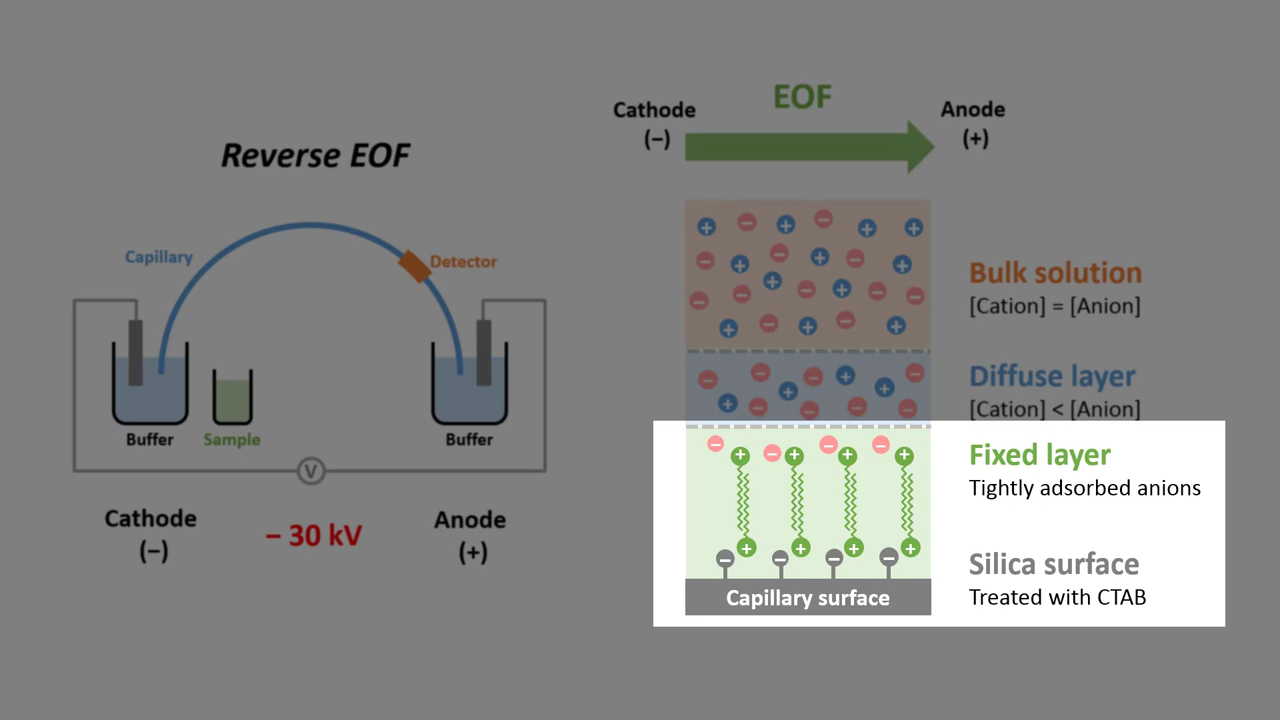 Reverse EOF
Capillary
Detector
Buffer
Sample
Buffer
V
Cathode
(−)
− 30 kV
Anode
(+)
EOF
Cathode
(−)
Anode
(+)
Bulk solution
[Cation] = [Anion]
Diffuse layer
[Cation] < [Anion]
Fixed layer
Tightly adsorbed anions
Silica surface
Treated with CTAB
Capillary surface